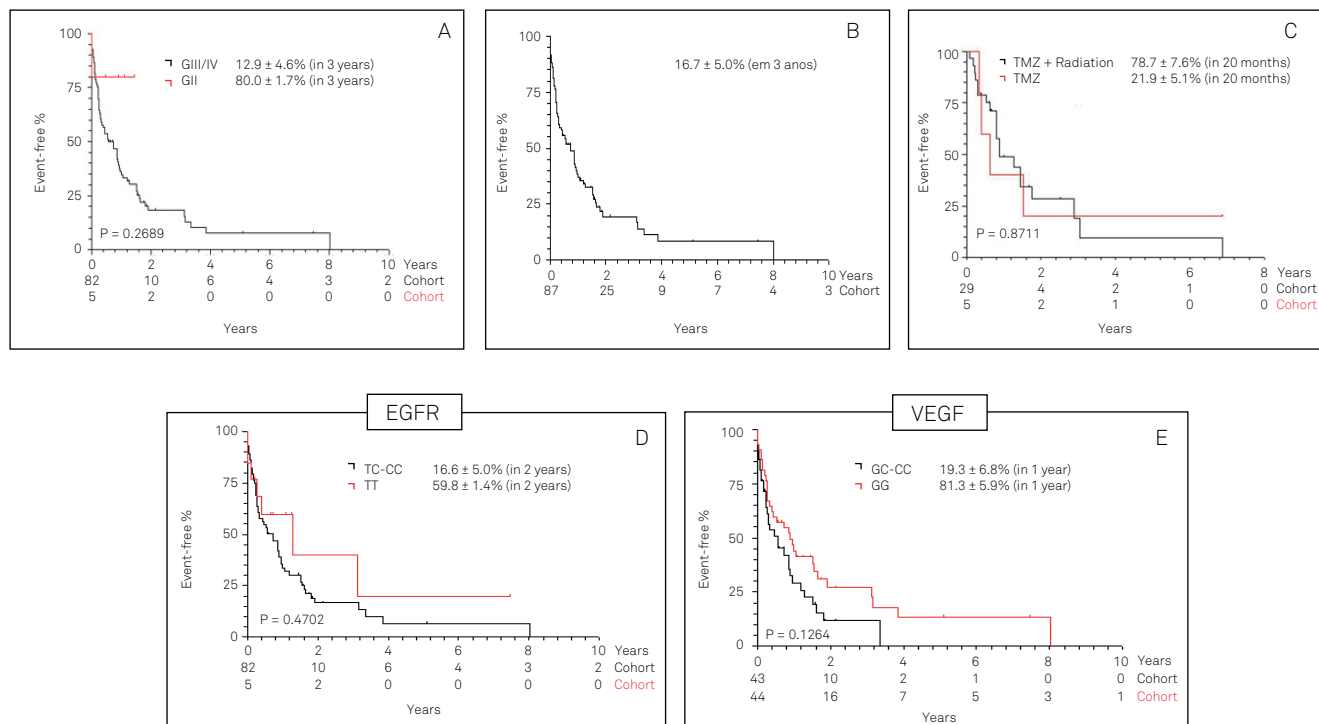 A
100
75
50
25
0
Event-free %
GIII/IV 12.9 ± 4.6% (in 3 years)
GII 80.0 ± 1.7% (in 3 years)
P = 0.2689
0 2 4 6 8 10 Years
82 10 6 4 3 2 Cohort
5 2 0 0 0 0 Cohort
Years
B
100
75
50
25
0
Event-free %
16.7 ± 5.0% (em 3 anos)
0 2 4 6 8 10 Years
87 25 9 7 4 3 Cohort
Years
C
100
75
50
25
0
Event-free %
TMZ + Radiation 78.7 ± 7.6% (in 20 months)
TMZ 21.9 ± 5.1% (in 20 months)
P = 0.8711
0 2 4 6 8 Years
29 4 2 1 0 Cohort
5 2 1 0 0 Cohort
Years
EGFR
D
100
75
50
25
0
Event-free %
TC-CC 16.6 ± 5.0% (in 2 years)
TT 59.8 ± 1.4% (in 2 years)
P = 0.4702
0 2 4 6 8 10 Years
82 10 6 4 3 2 Cohort
5 2 0 0 0 0 Cohort
Years
VEGF
E
100
75
50
25
0
Event-free %
GC-CC 19.3 ± 6.8% (in 1 year)
GG 81.3 ± 5.9% (in 1 year)
P = 0.1264
0 2 4 6 8 10 Years
43 10 2 1 0 0 Cohort
44 16 7 5 3 1 Cohort
Years